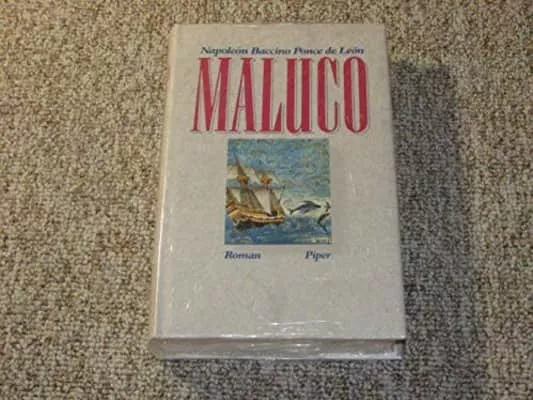 Napoleón Baccino Ponce de León
MALUCO
Roman Piper